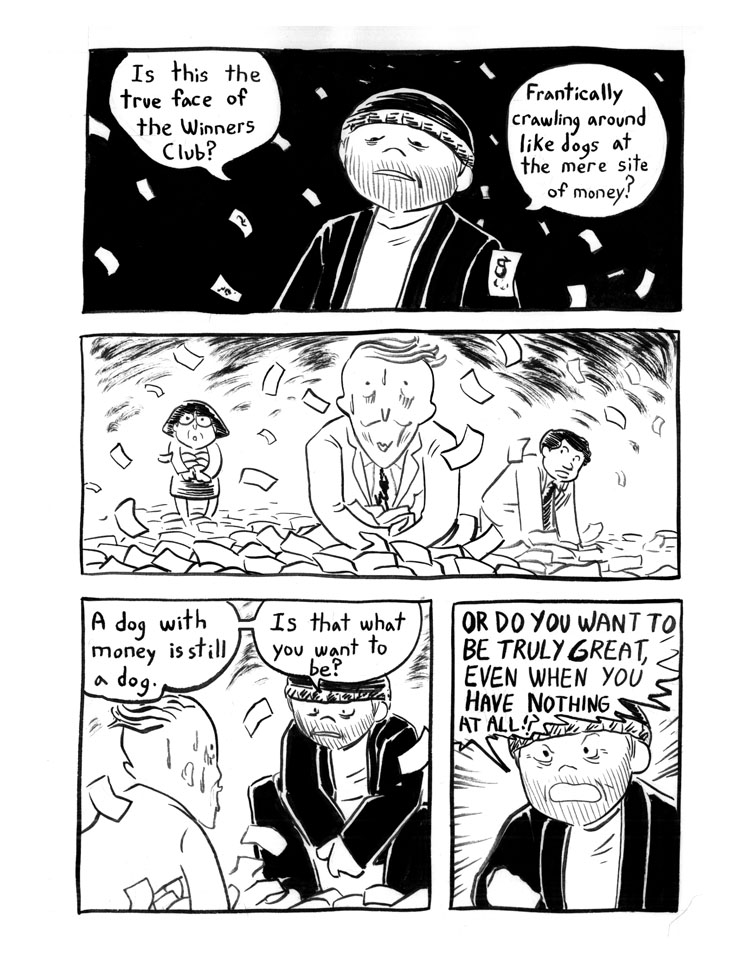 Is this the
true face of
the Winners
Club?
Frantically
crawling around
like dogs at
the mere site
of money?
A dog with
money is still
a dog.
Is that what
you want to
be?
OR DO YOU WANT TO
BE TRULY GREAT,
EVEN WHEN YOU
HAVE NOTHING
AT ALL!?